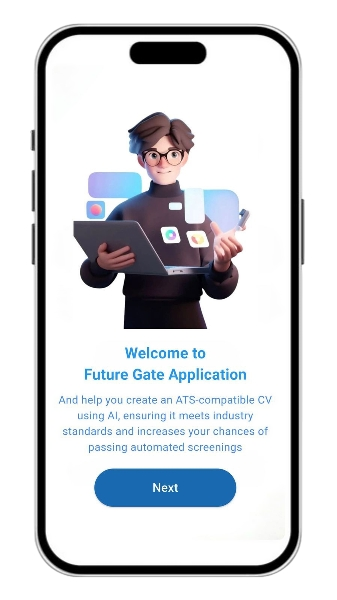 Welcome to
Future Gate Application
And help you create an ATS-compatible CV
using AI, ensuring it meets industry
standards and increases your chances of
passing automated screenings
Next